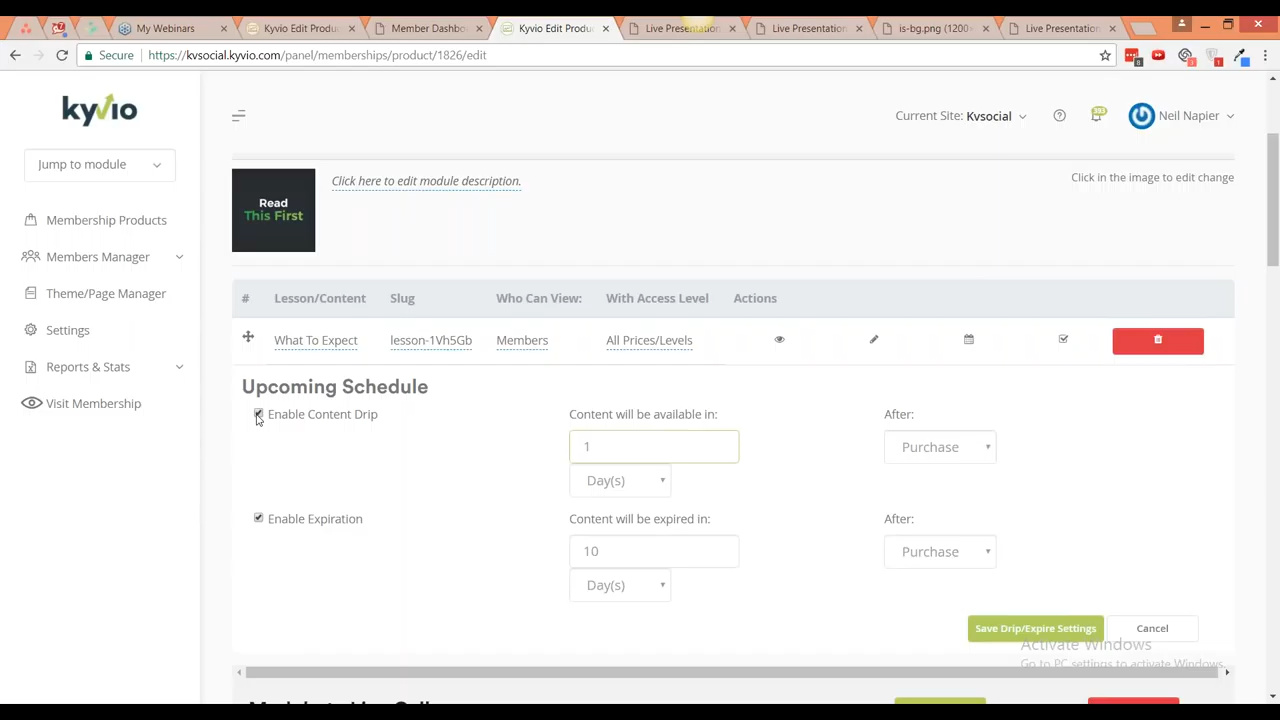 My Webinars
Kyvio Edit Produ
Member Dashbo
Kyvio Edit Produ
Live Presentation
Live Presentation
is-bg.png (1200×
Live Presentation
Secure
https://kvsocial.kyvio.com/panel/memberships/product/1826/edit
kyvio
Jump to module
Membership Products
Members Manager
Theme/Page Manager
Settings
Reports & Stats
Visit Membership
Current Site: Kvsocial
Neil Napier
Read
This First
Click here to edit module description.
Click in the image to edit change
# Lesson/Content Slug Who Can View: With Access Level Actions
What To Expect lesson-1Vh5Gb Members All Prices/Levels
Upcoming Schedule
Enable Content Drip Content will be available in: After:
1 Purchase
Day(s)
Enable Expiration Content will be expired in: After:
10 Purchase
Day(s)
Save Drip/Expire Settings Cancel
Activate Windows
Go to PC settings to activate Windows.